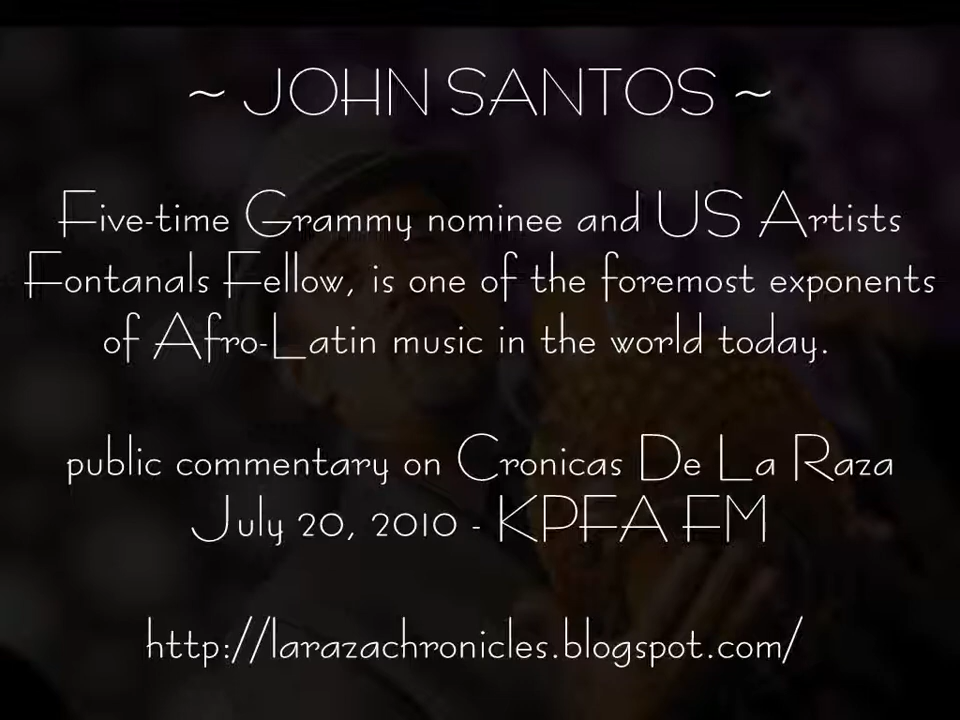 ~ JOHN SANTOS ~
Five-time Grammy nominee and US Artists
Fontanals Fellow, is one of the foremost exponents
of Afro-Latin music in the world today.
public commentary on Cronicas De La Raza
July 20, 2010 - KPFA FM
http://larazachronicles.blogspot.com/